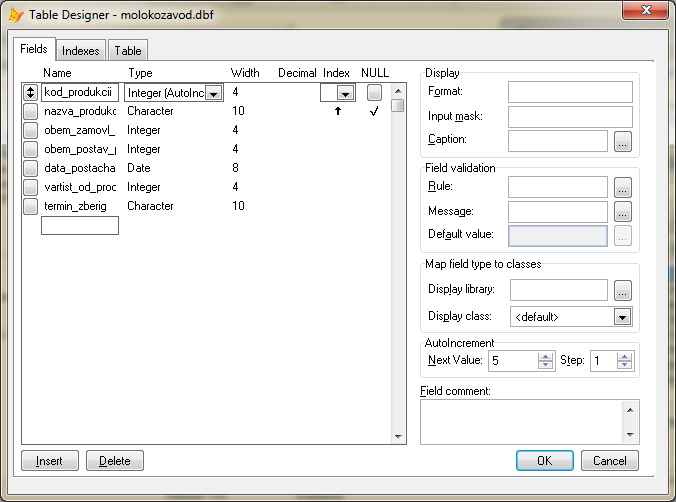 Table Designer - molokozavod.dbf
Fields Indexes Table
Name Type Width Decimal Index NULL
kod_produkcii Integer (AutoInc 4
nazva_produkc Character 10
obem_zamovl_ Integer 4
obem_postav_p Integer 4
data_postacha Date 8
vartist_od_proc Integer 4
termin_zberig Character 10
Insert Delete
Display
Format:
Input mask:
Caption: ...
Field validation
Rule: ...
Message: ...
Default value: ...
Map field type to classes
Display library: ...
Display class: <default>
AutoIncrement
Next Value: 5 Step: 1
Field comment:
OK Cancel